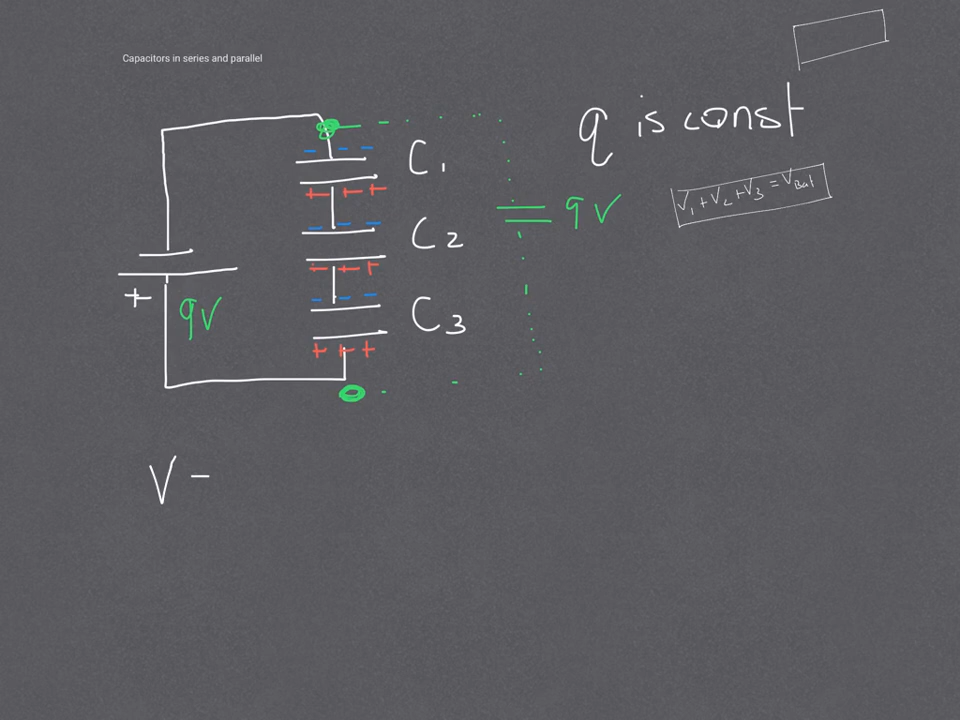 Capacitors in series and parallel
q is const
C1
V1 + V2 + V3 = VBat
9V
C2
+
9V
C3
V -